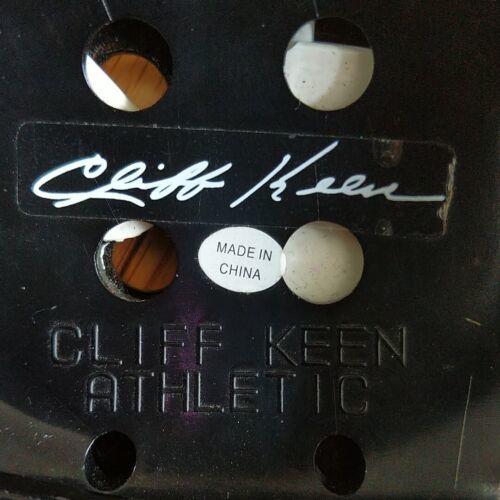 Cliff Keen
MADE IN
CHINA
CLIFF KEEN
ATHLETIC